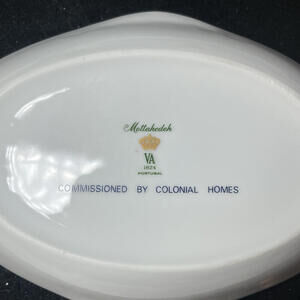 Mottahedeh
VA
1824
PORTUGAL
COMMISSIONED BY COLONIAL HOMES